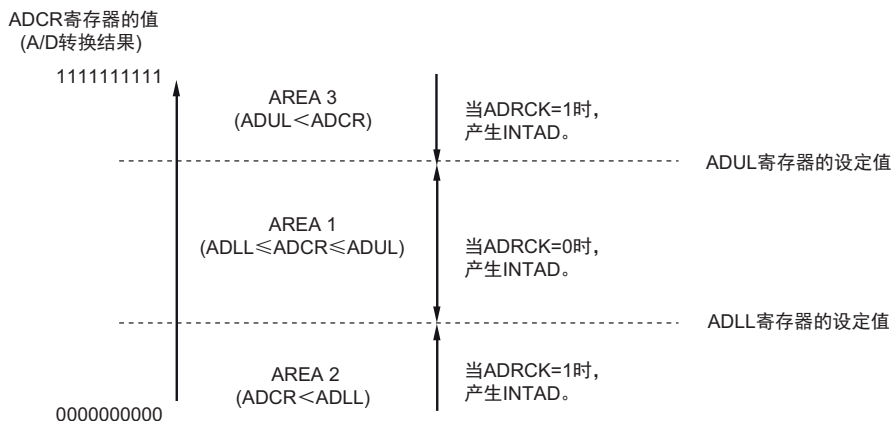 ADCR寄存器的值
(A/D转换结果)
1111111111
AREA 3
(ADUL＜ADCR)
当ADRCK=1时，
产生INTAD。
ADUL寄存器的设定值
AREA 1
(ADLL≤ADCR≤ADUL)
当ADRCK=0时，
产生INTAD。
ADLL寄存器的设定值
AREA 2
(ADCR＜ADLL)
当ADRCK=1时，
产生INTAD。
0000000000